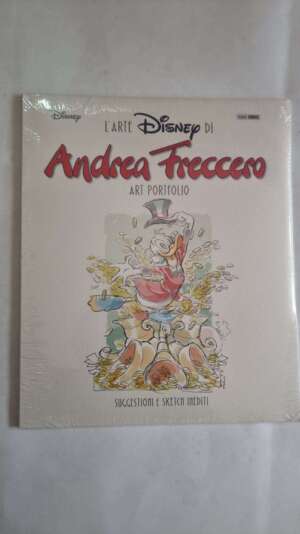 Disney
L'ARTE Disney DI
Andrea Freccero
ART PORTFOLIO
SUGGESTIONI E SKETCH INEDITI